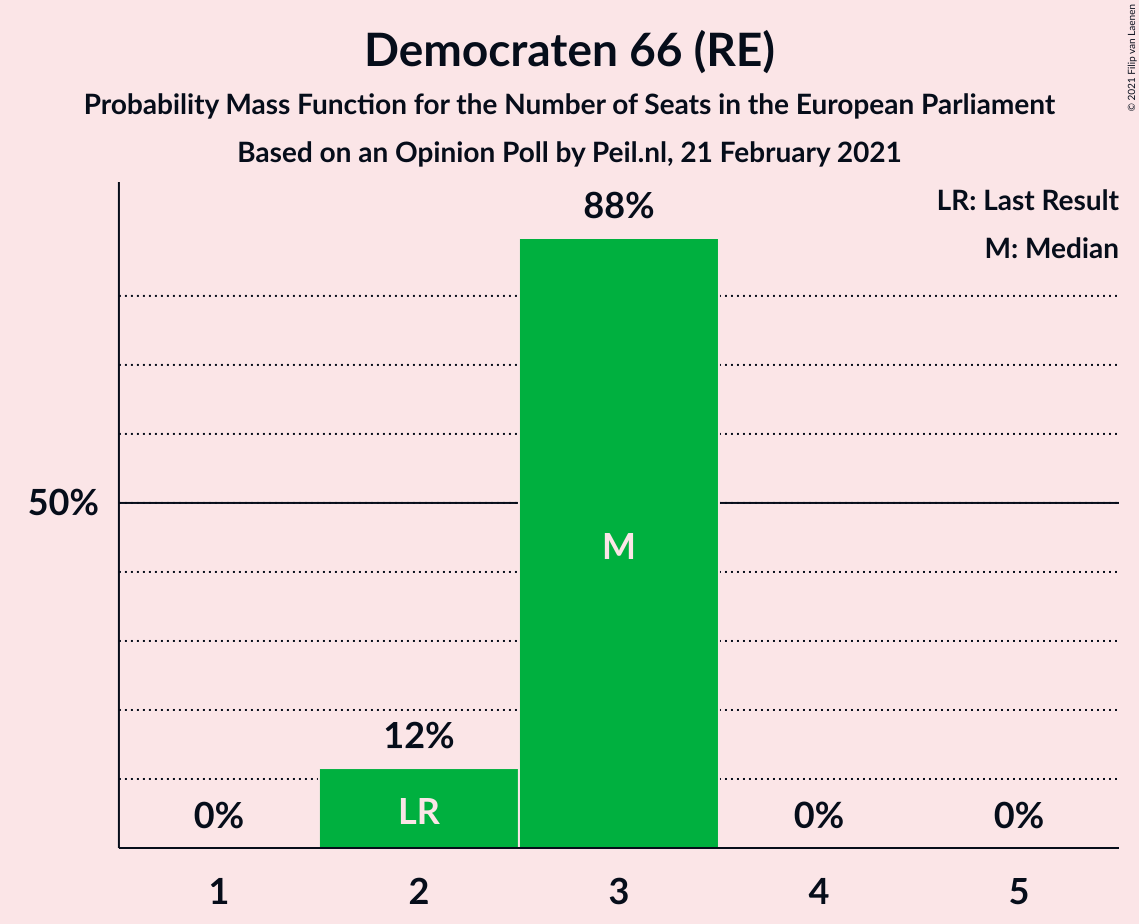 Democraten 66 (RE)
Probability Mass Function for the Number of Seats in the European Parliament
Based on an Opinion Poll by Peil.nl, 21 February 2021
© 2021 Filip van Laenen
LR: Last Result
M: Median
88%
50%
M
12%
LR
0%
0%
0%
1
2
3
4
5